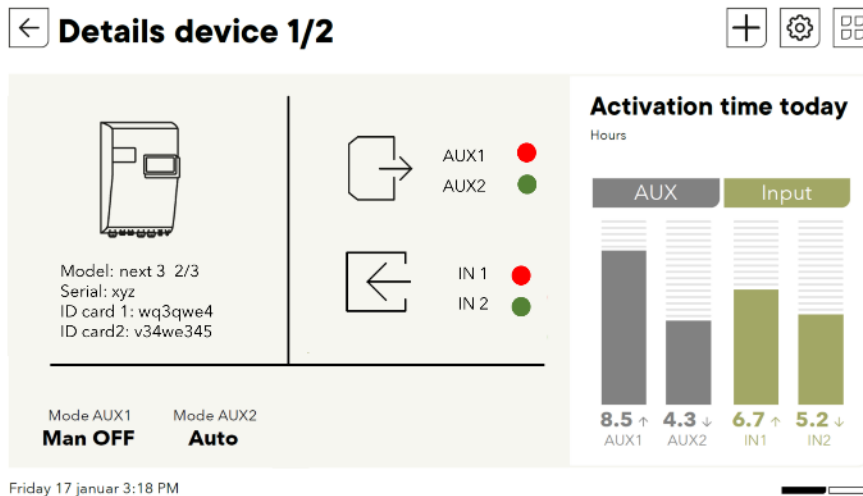 Details device 1/2
Model: next 3 2/3
Serial: xyz
ID card 1: wq3qwe4
ID card2: v34we345
AUX1
AUX2
IN 1
IN 2
Mode AUX1
Man OFF
Mode AUX2
Auto
Activation time today
Hours
AUX
Input
8.5 ↑
AUX1
4.3 ↓
AUX2
6.7 ↑
IN1
5.2 ↓
IN2
Friday 17 januar 3:18 PM